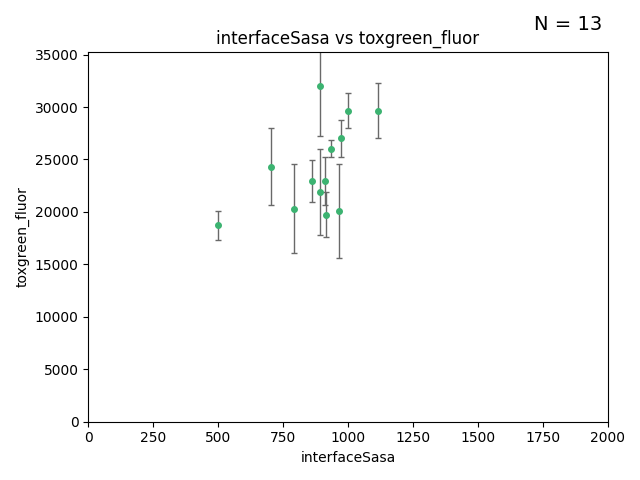 N = 13
interfaceSasa vs toxgreen_fluor
35000
30000
25000
20000
15000
10000
5000
0
toxgreen_fluor
0 250 500 750 1000 1250 1500 1750 2000
interfaceSasa